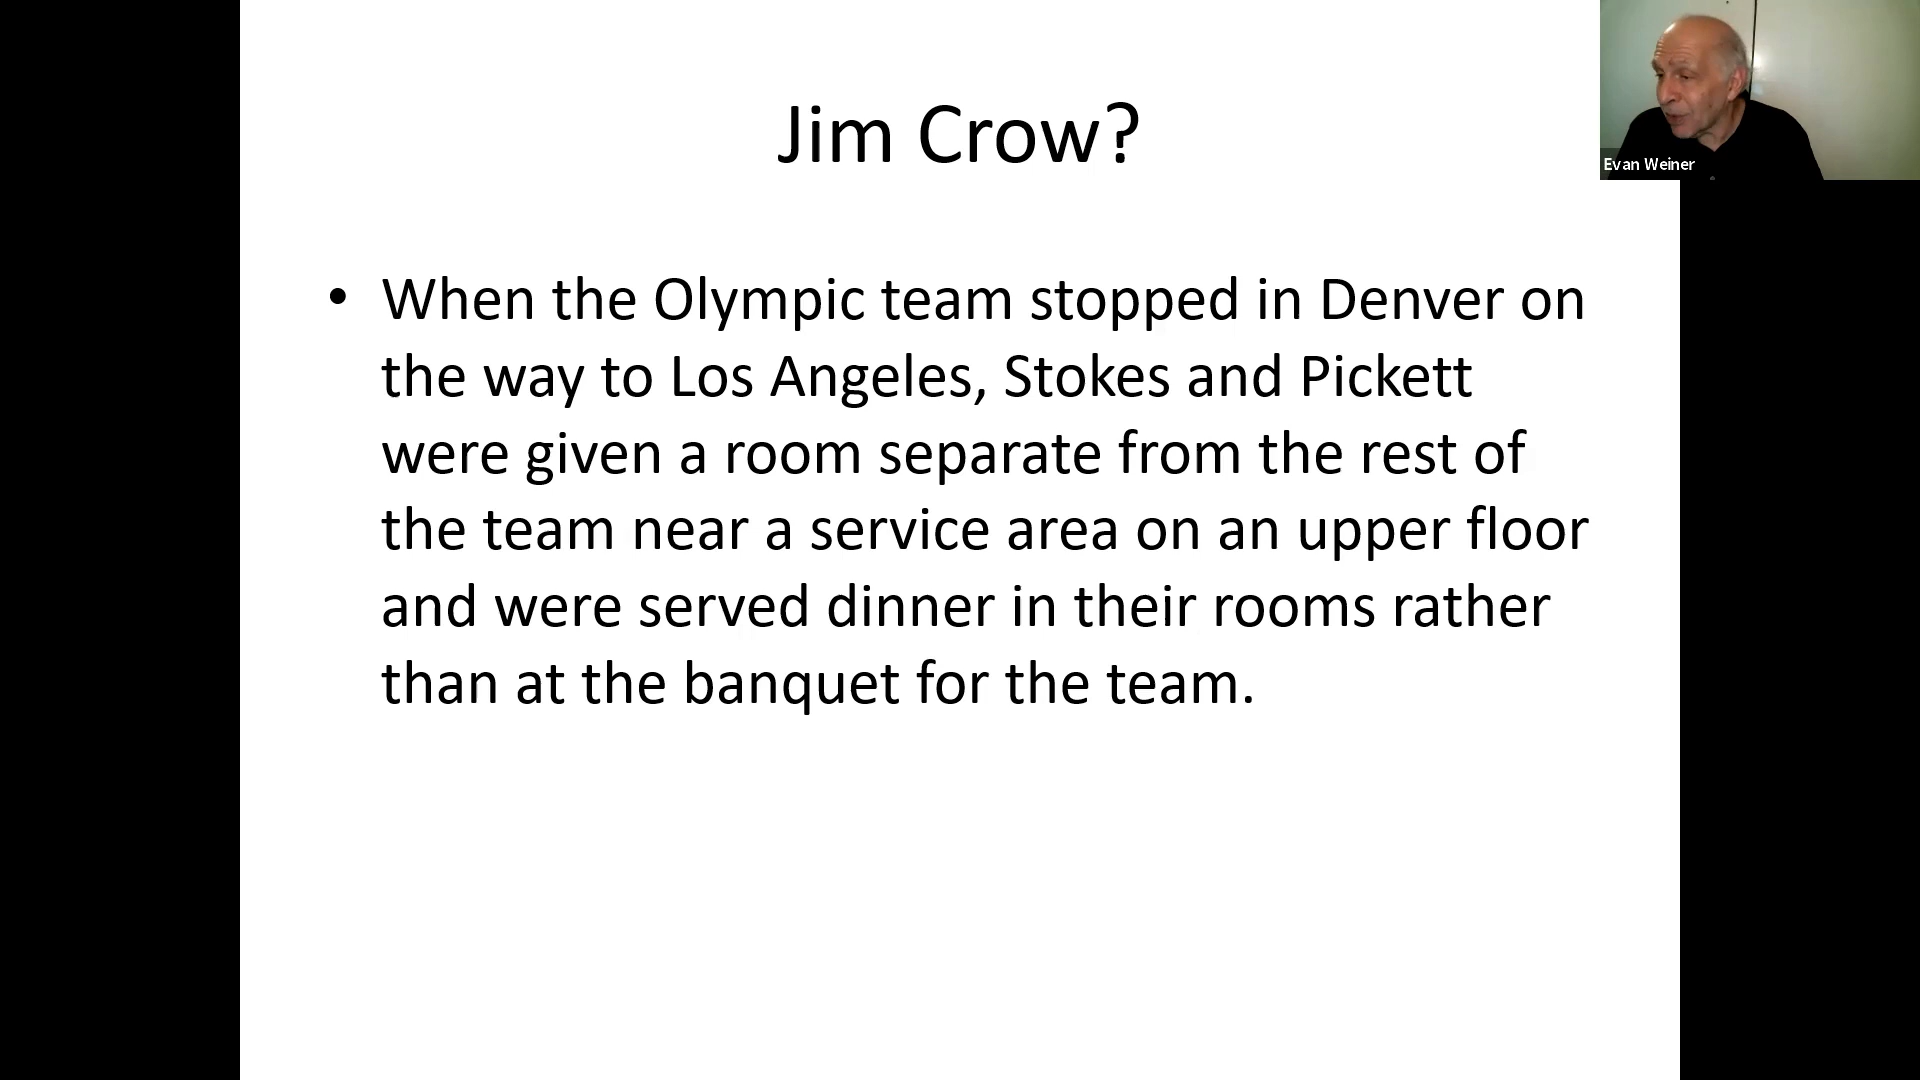 Jim Crow?
Evan Weiner
• When the Olympic team stopped in Denver on
the way to Los Angeles, Stokes and Pickett
were given a room separate from the rest of
the team near a service area on an upper floor
and were served dinner in their rooms rather
than at the banquet for the team.